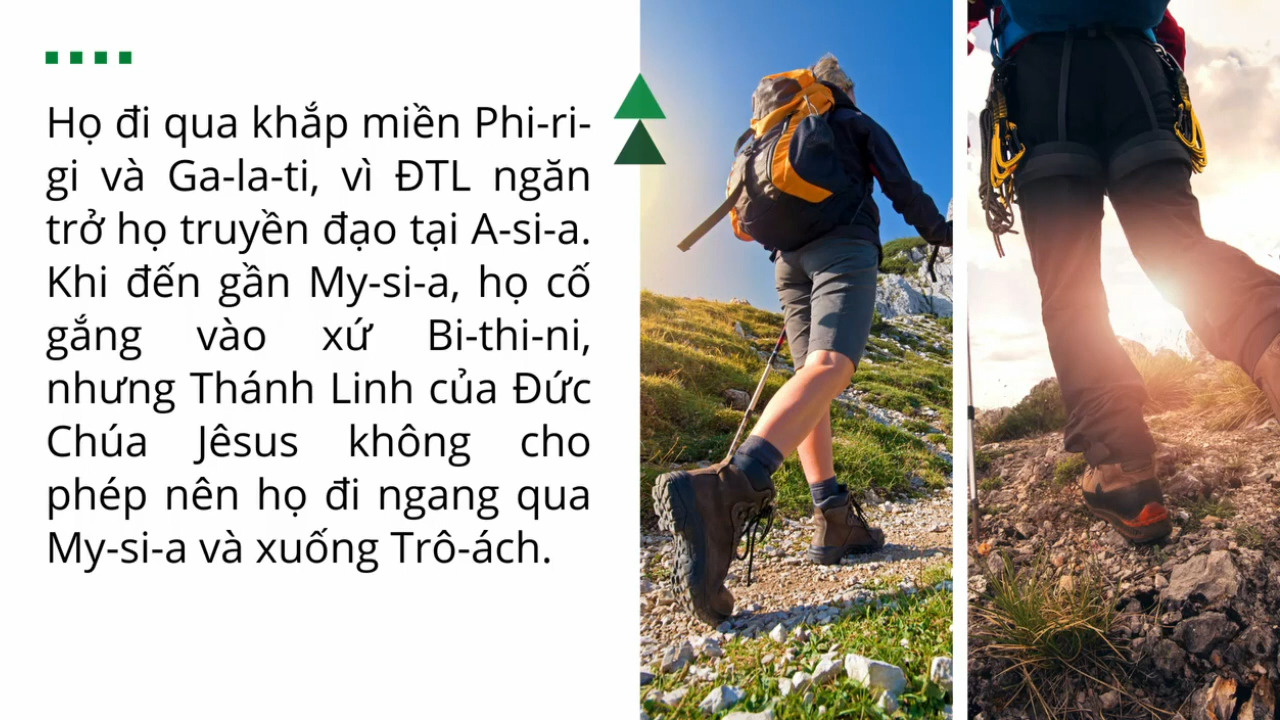 Họ đi qua khắp miền Phi-ri-
gi và Ga-la-ti, vì ĐTL ngăn
trở họ truyền đạo tại A-si-a.
Khi đến gần My-si-a, họ cố
gắng vào xứ Bi-thi-ni,
nhưng Thánh Linh của Đức
Chúa Jêsus không cho
phép nên họ đi ngang qua
My-si-a và xuống Trô-ách.